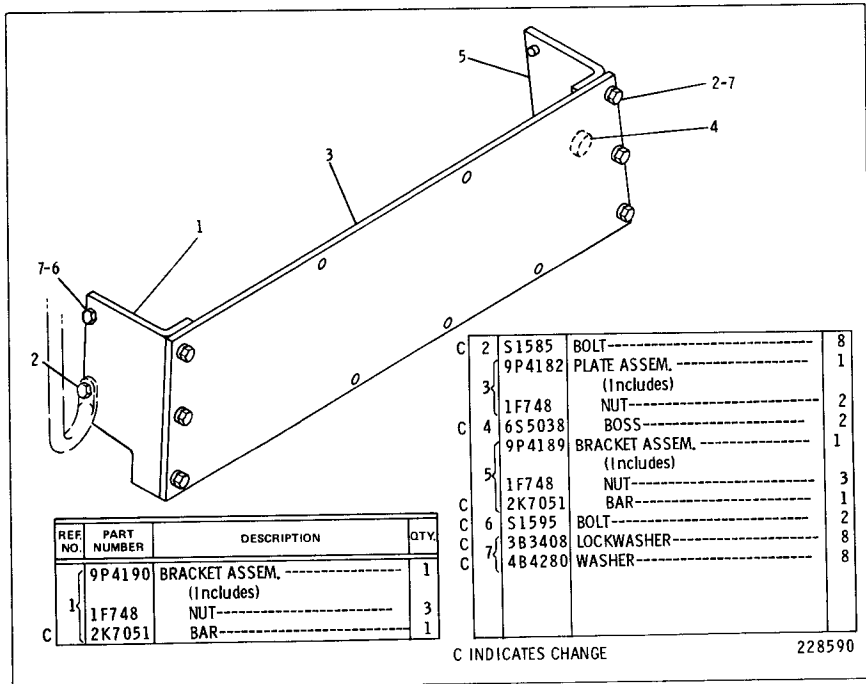 5
2-7
4
3
1
7-6
2
REF. NO. PART NUMBER DESCRIPTION QTY.
1 9P4190 BRACKET ASSEM. 1
(Includes)
1F748 NUT 3
C 2K7051 BAR 1
C 2 S1585 BOLT 8
3 9P4182 PLATE ASSEM. 1
(Includes)
1F748 NUT 2
C 4 6S5038 BOSS 2
5 9P4189 BRACKET ASSEM. 1
(Includes)
1F748 NUT 3
C 2K7051 BAR 1
C 6 S1595 BOLT 2
C 7 3B3408 LOCKWASHER 8
C 4B4280 WASHER 8
C INDICATES CHANGE
228590